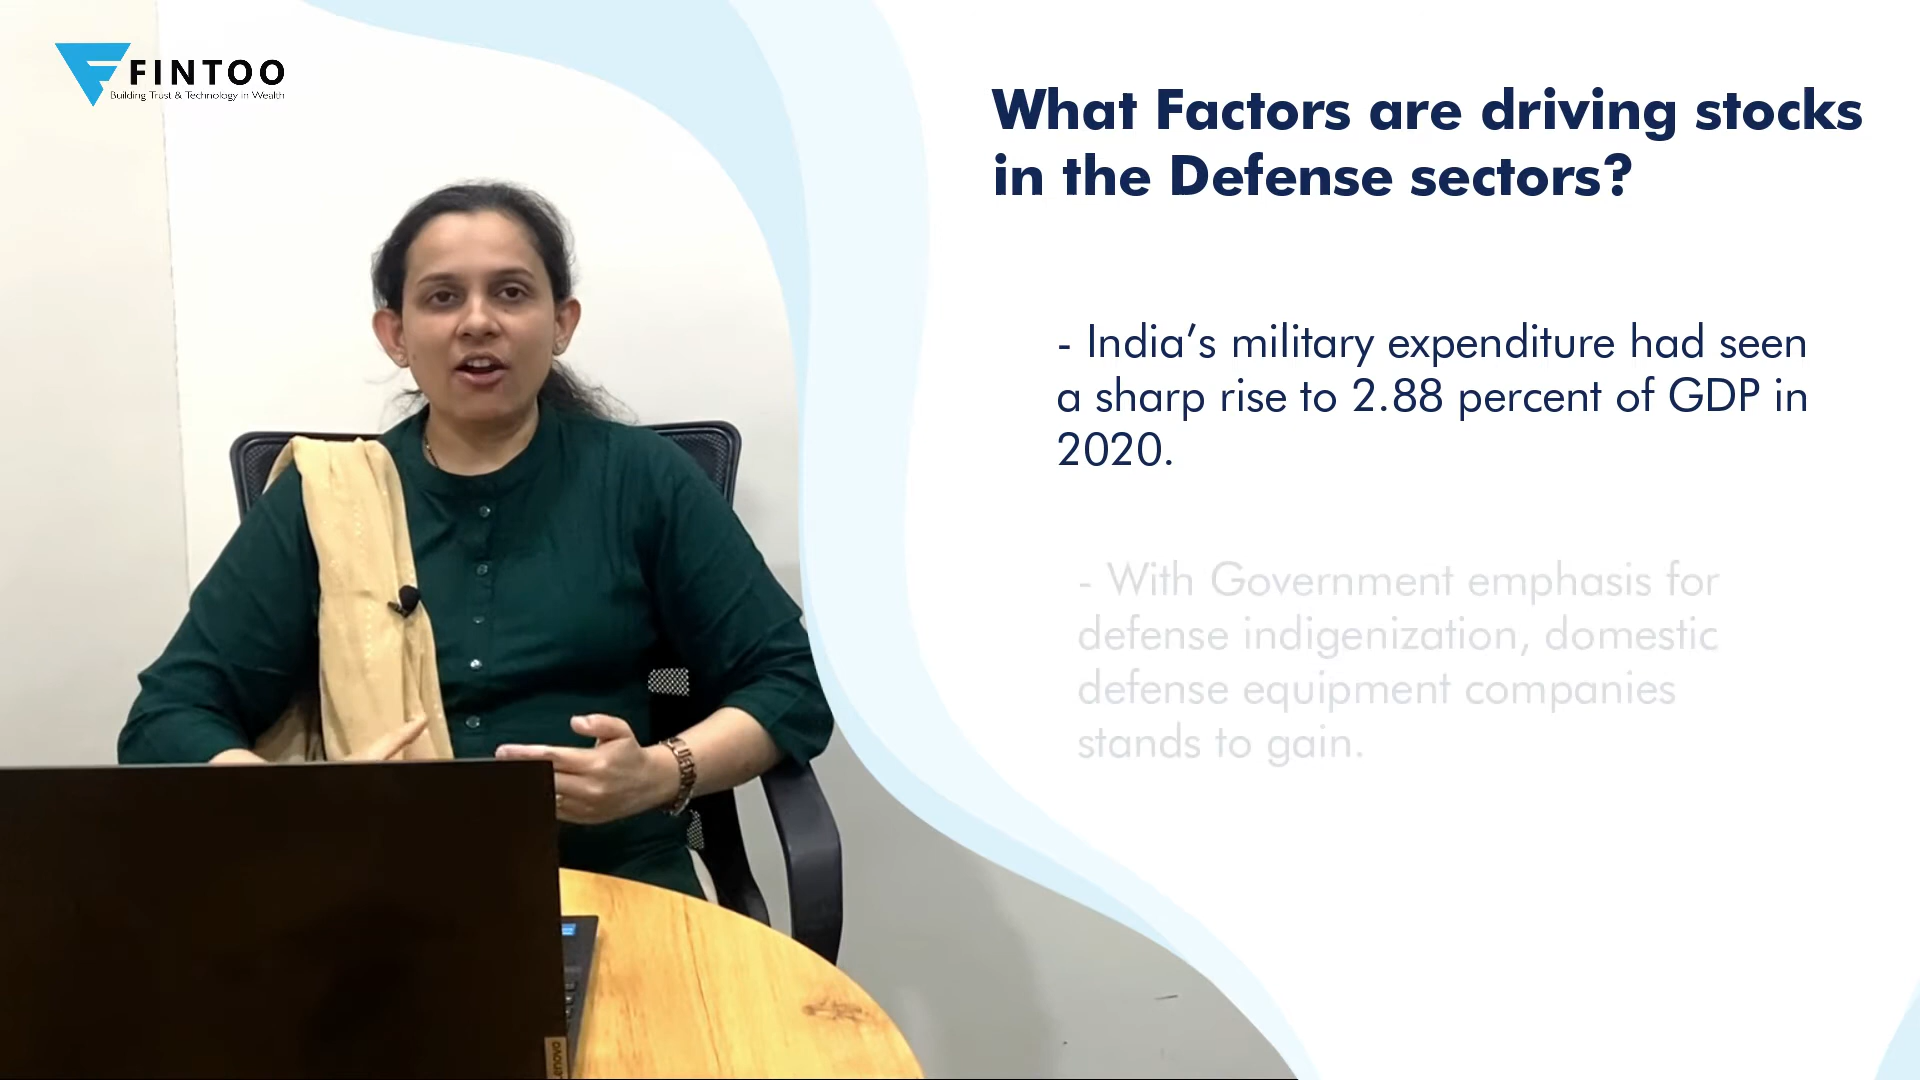 FINTOO
Building Trust & Technology in Wealth
What Factors are driving stocks
in the Defense sectors?
- India’s military expenditure had seen
a sharp rise to 2.88 percent of GDP in
2020.
- With Government emphasis for
defense indigenization, domestic
defense equipment companies
stands to gain.